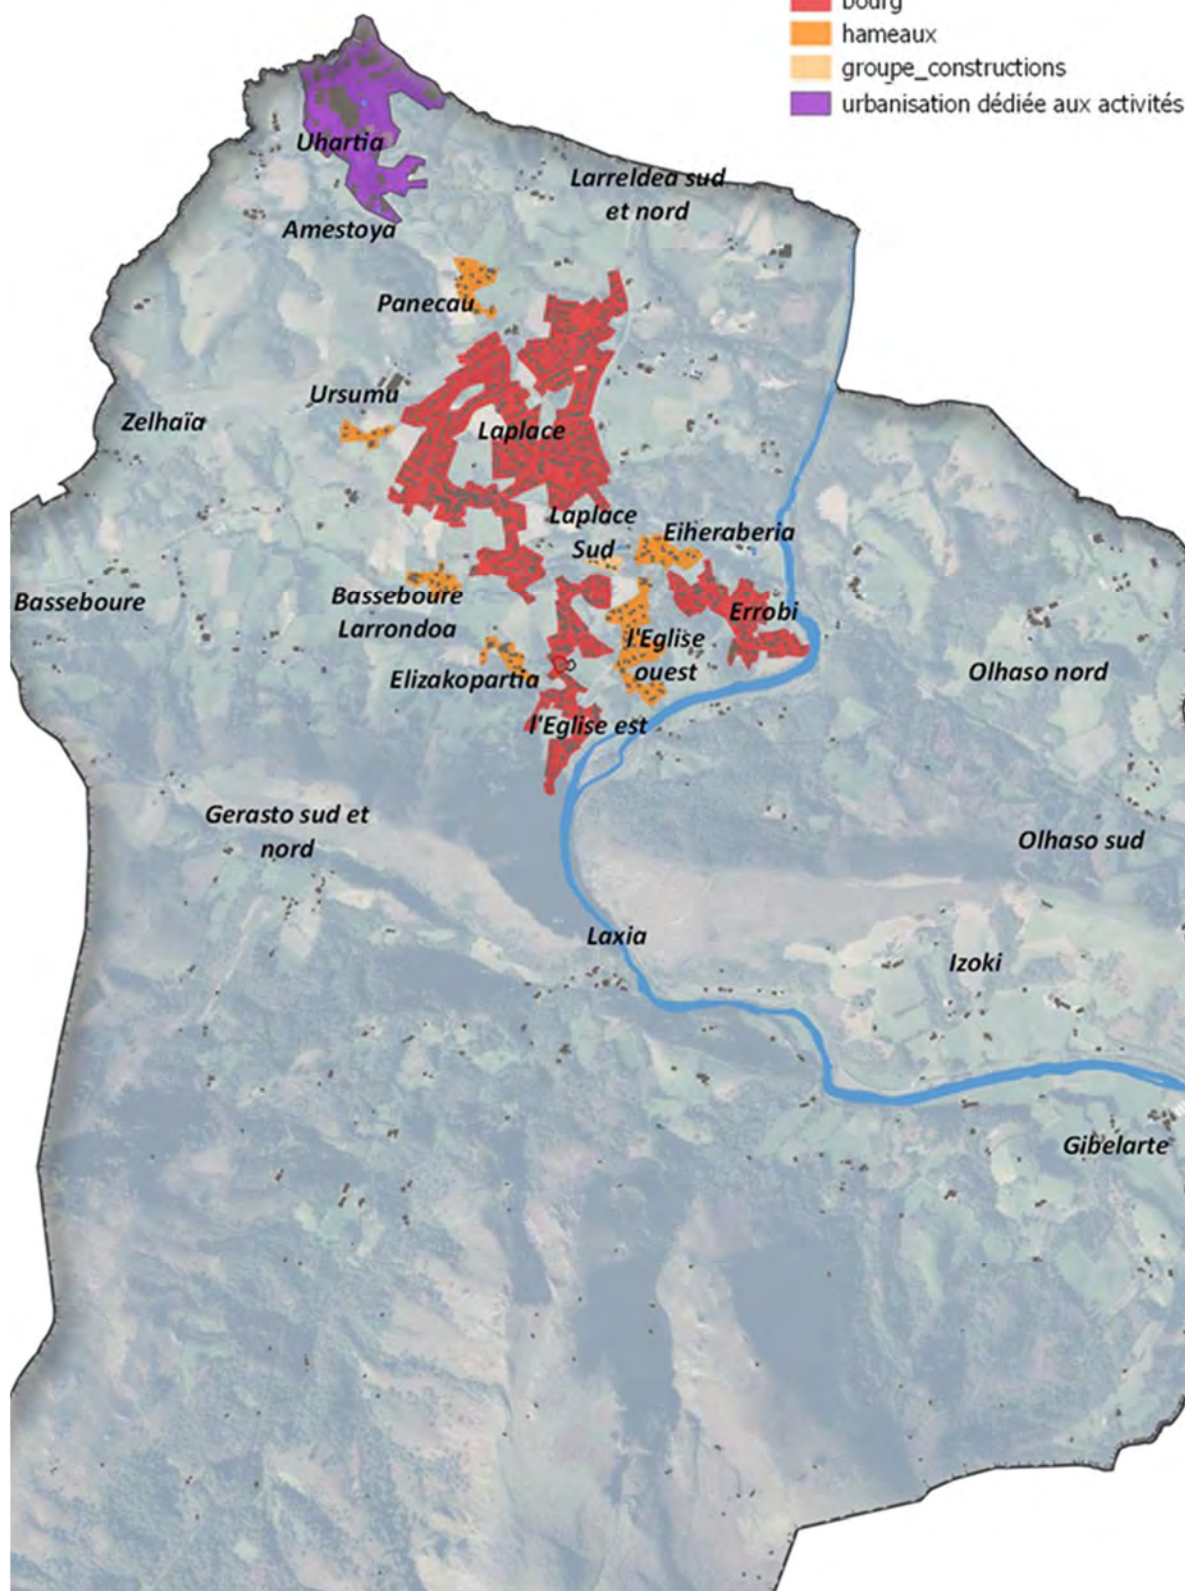 bourg
hameaux
groupe_constructions
urbanisation dédiée aux activités
Uhartia
Larreldea sud
et nord
Amestoya
Panecau
Ursumu
Zelhaïa
Laplace
Laplace
Sud
Eiheraberia
Basseboure
Basseboure
Larrondoa
Errobi
l'Eglise
ouest
Elizakopartia
Olhaso nord
l'Eglise est
Gerasto sud et
nord
Olhaso sud
Laxia
Izoki
Gibelarte